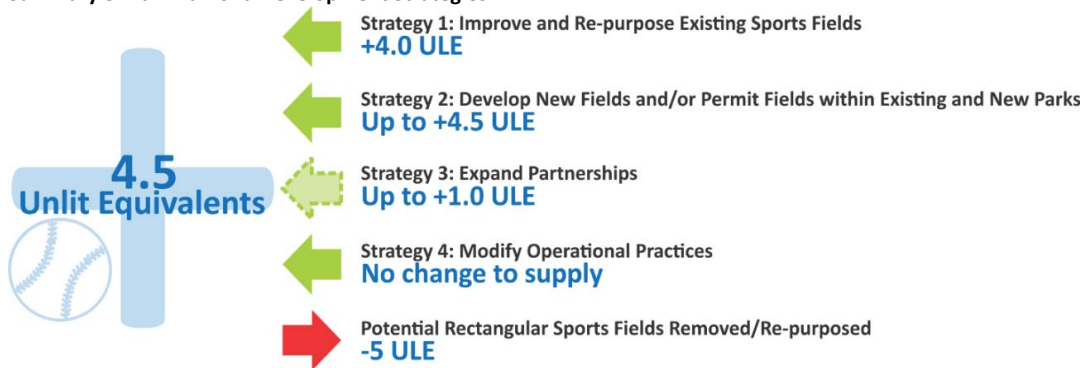 4.5
Unlit Equivalents
Strategy 1: Improve and Re-purpose Existing Sports Fields
+4.0 ULE
Strategy 2: Develop New Fields and/or Permit Fields within Existing and New Parks
Up to +4.5 ULE
Strategy 3: Expand Partnerships
Up to +1.0 ULE
Strategy 4: Modify Operational Practices
No change to supply
Potential Rectangular Sports Fields Removed/Re-purposed
-5 ULE